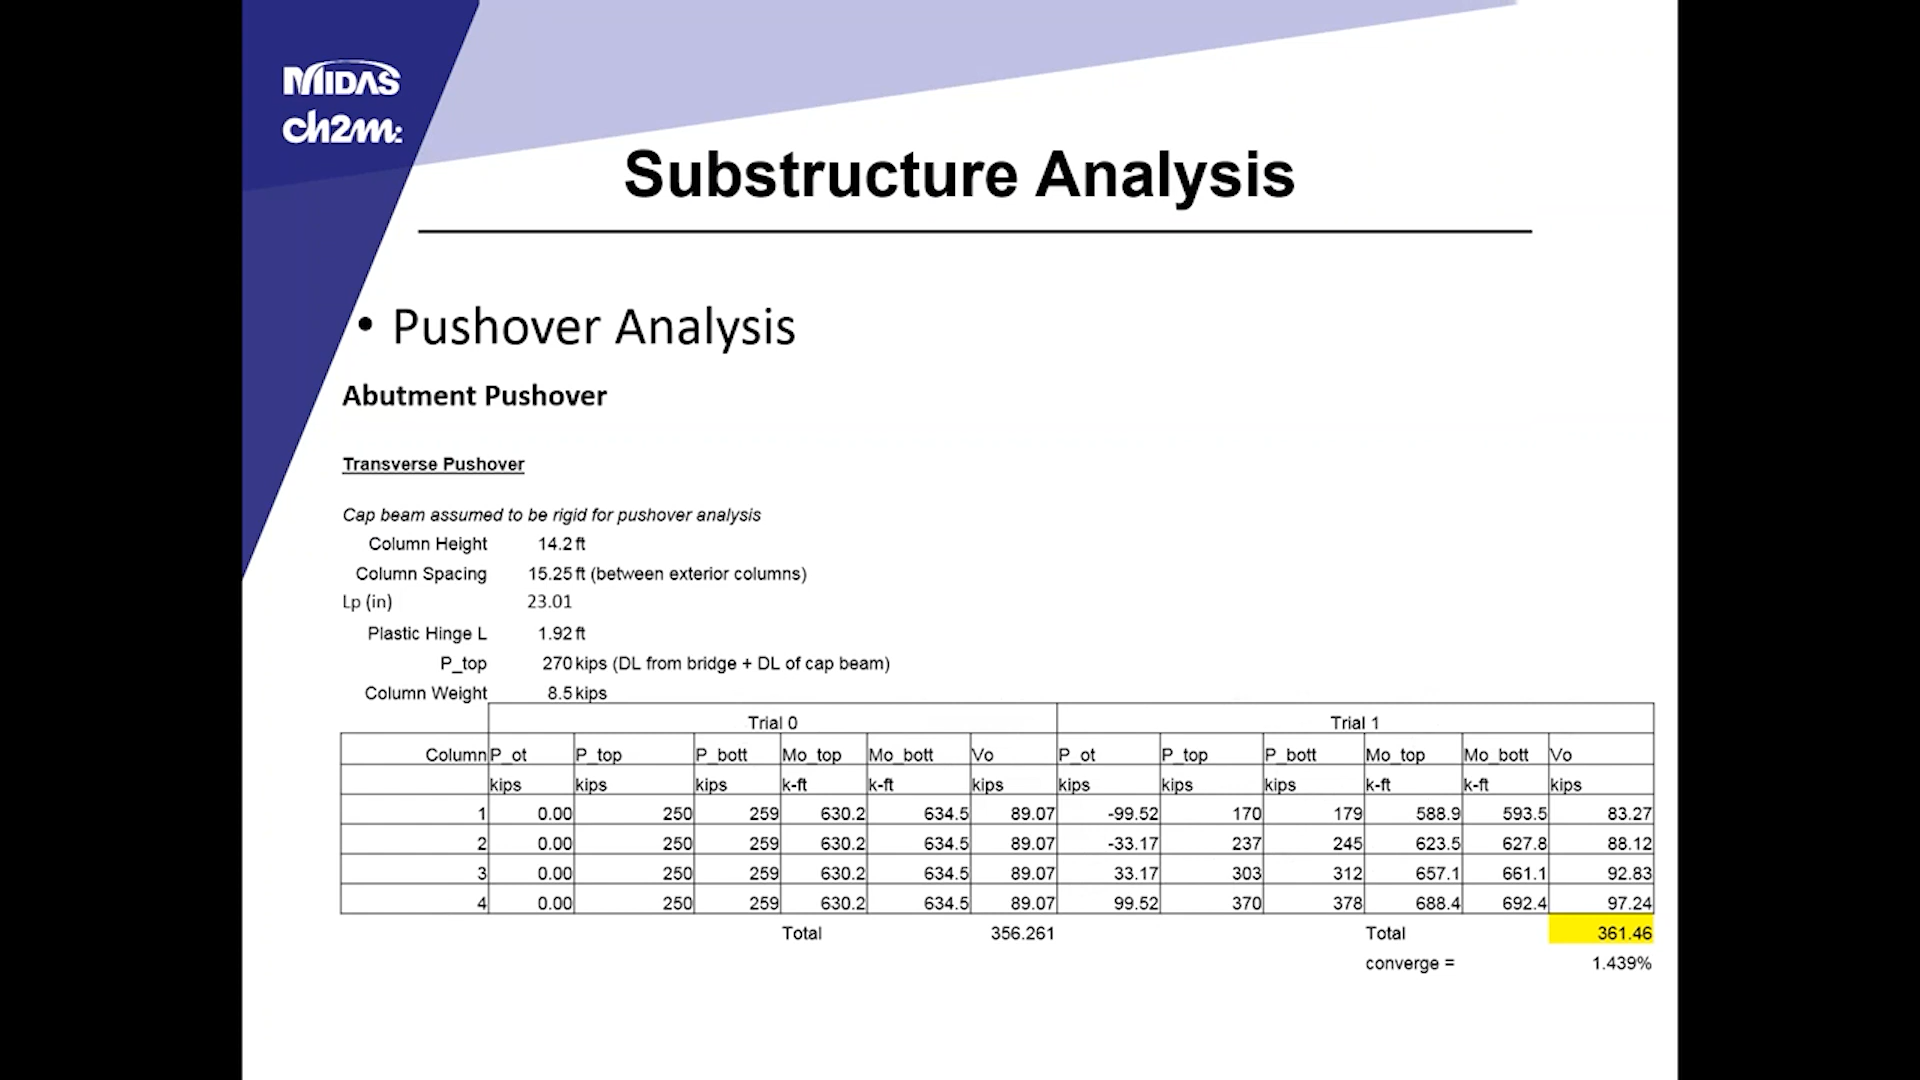 MIDAS
ch2m:
Substructure Analysis
• Pushover Analysis
Abutment Pushover
Transverse Pushover
Cap beam assumed to be rigid for pushover analysis
Column Height 14.2 ft
Column Spacing 15.25 ft (between exterior columns)
Lp (in) 23.01
Plastic Hinge L 1.92 ft
P_top 270 kips (DL from bridge + DL of cap beam)
Column Weight 8.5 kips
Trial 0 Trial 1
Column P_ot P_top P_bott Mo_top Mo_bott Vo P_ot P_top P_bott Mo_top Mo_bott Vo
kips kips kips k-ft k-ft kips kips kips kips k-ft k-ft kips
1 0.00 250 259 630.2 634.5 89.07 -99.52 170 179 588.9 593.5 83.27
2 0.00 250 259 630.2 634.5 89.07 -33.17 237 245 623.5 627.8 88.12
3 0.00 250 259 630.2 634.5 89.07 33.17 303 312 657.1 661.1 92.83
4 0.00 250 259 630.2 634.5 89.07 99.52 370 378 688.4 692.4 97.24
Total 356.261 Total 361.46
converge = 1.439%